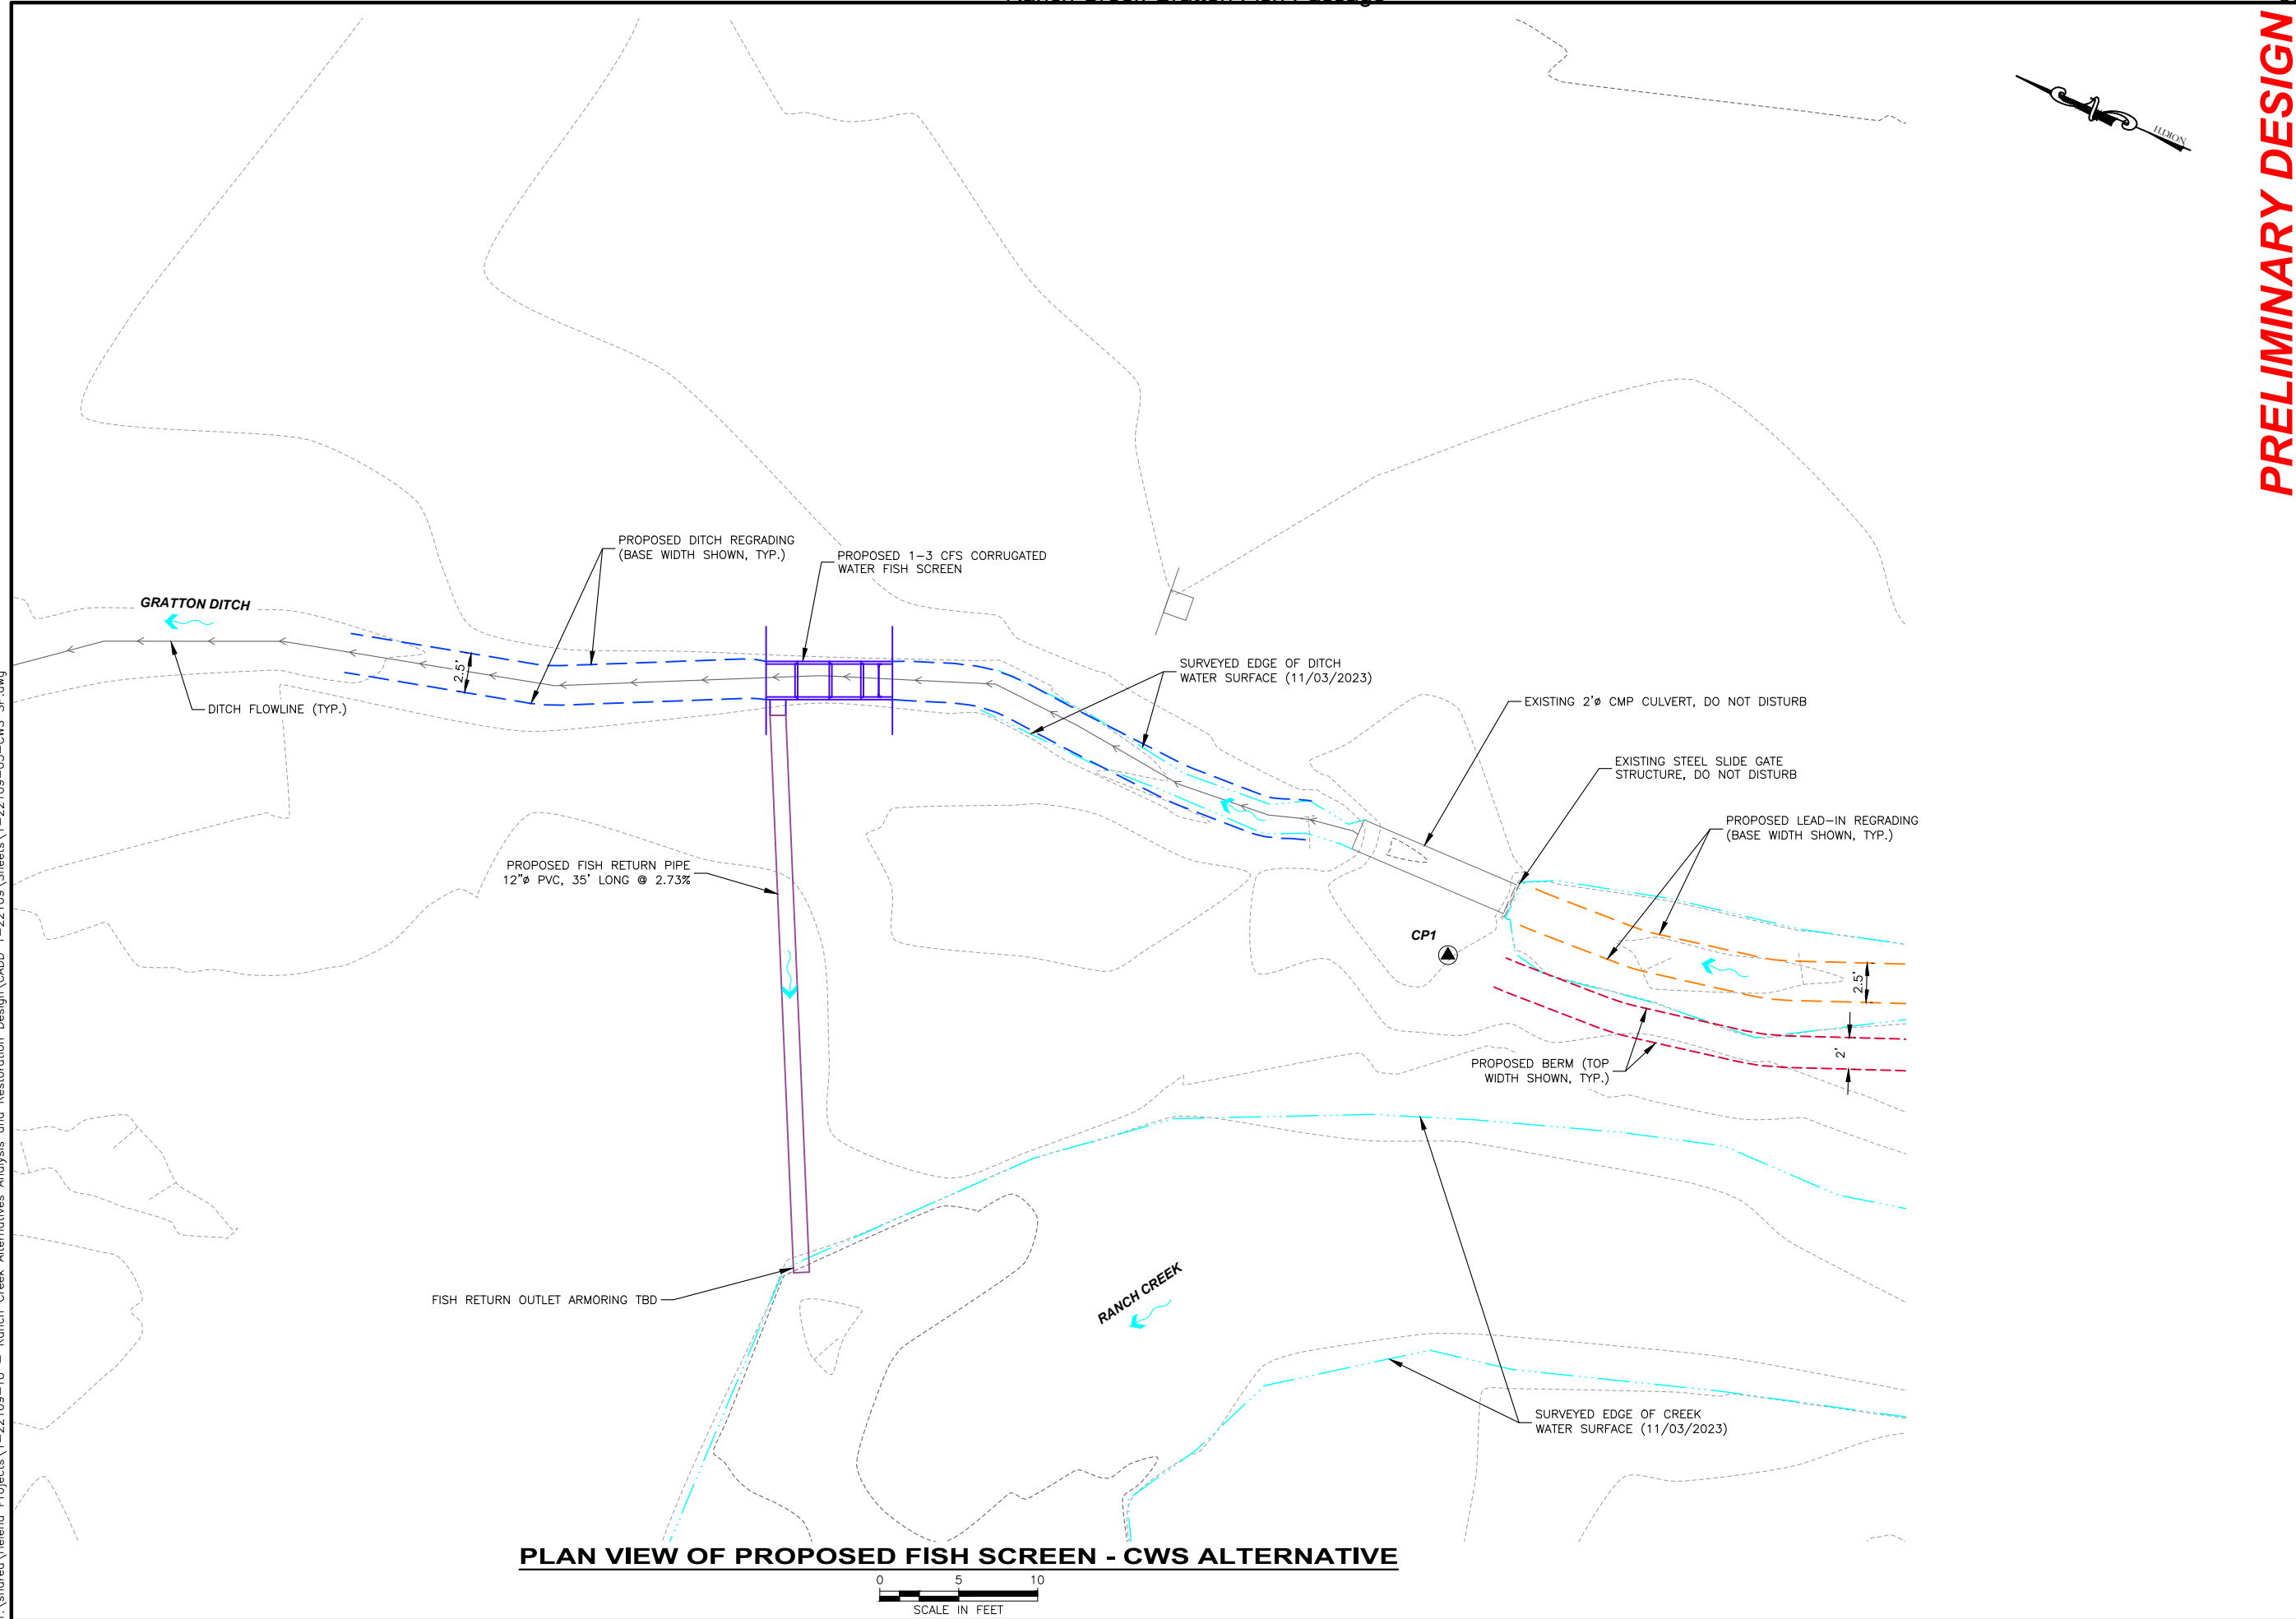 PRELIMINARY DESIGN
NORTH
PROPOSED DITCH REGRADING
(BASE WIDTH SHOWN, TYP.)
PROPOSED 1-3 CFS CORRUGATED
WATER FISH SCREEN
GRATTON DITCH
2.5'
DITCH FLOWLINE (TYP.)
SURVEYED EDGE OF DITCH
WATER SURFACE (11/03/2023)
EXISTING 2'ø CMP CULVERT, DO NOT DISTURB
EXISTING STEEL SLIDE GATE
STRUCTURE, DO NOT DISTURB
PROPOSED LEAD-IN REGRADING
(BASE WIDTH SHOWN, TYP.)
PROPOSED FISH RETURN PIPE
12"ø PVC, 35' LONG @ 2.73%
CP1
2.5'
2'
PROPOSED BERM (TOP
WIDTH SHOWN, TYP.)
RANCH CREEK
FISH RETURN OUTLET ARMORING TBD
SURVEYED EDGE OF CREEK
WATER SURFACE (11/03/2023)
PLAN VIEW OF PROPOSED FISH SCREEN - CWS ALTERNATIVE
0 5 10
SCALE IN FEET